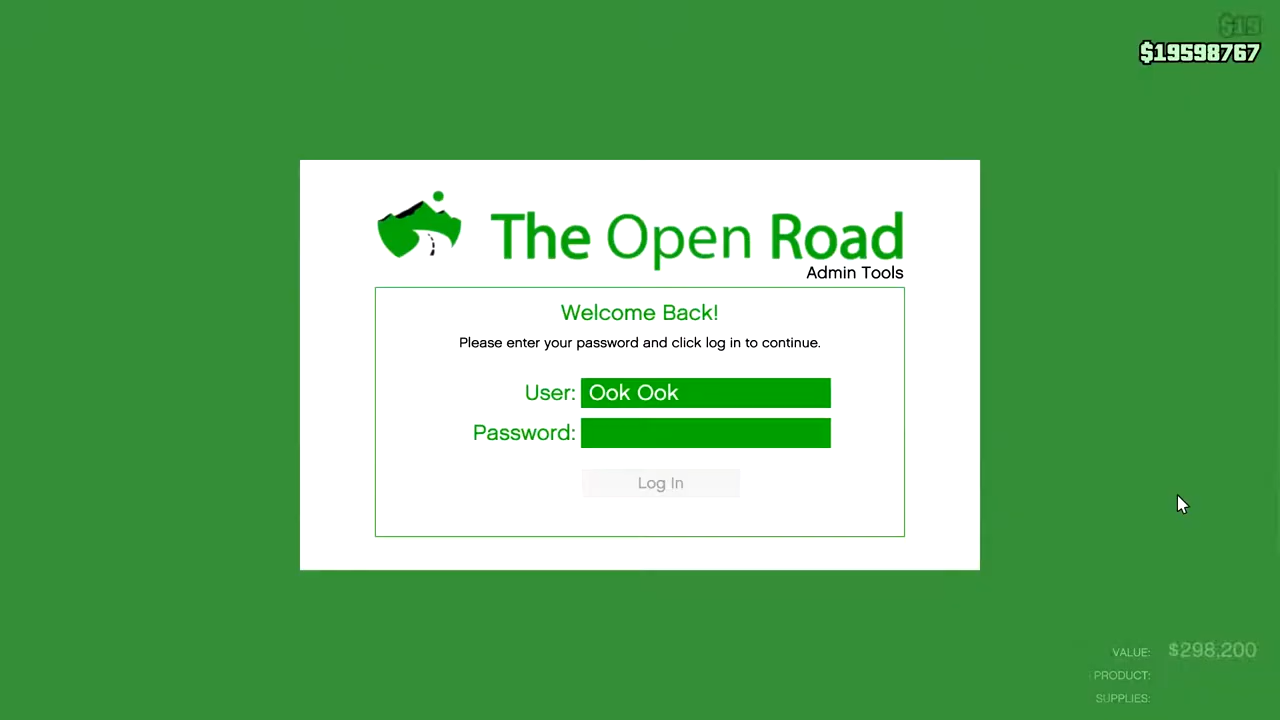 $19
$19598767
The Open Road
Admin Tools
Welcome Back!
Please enter your password and click log in to continue.
User: Ook Ook
Password:
Log In
VALUE: $298,200
PRODUCT:
SUPPLIES: